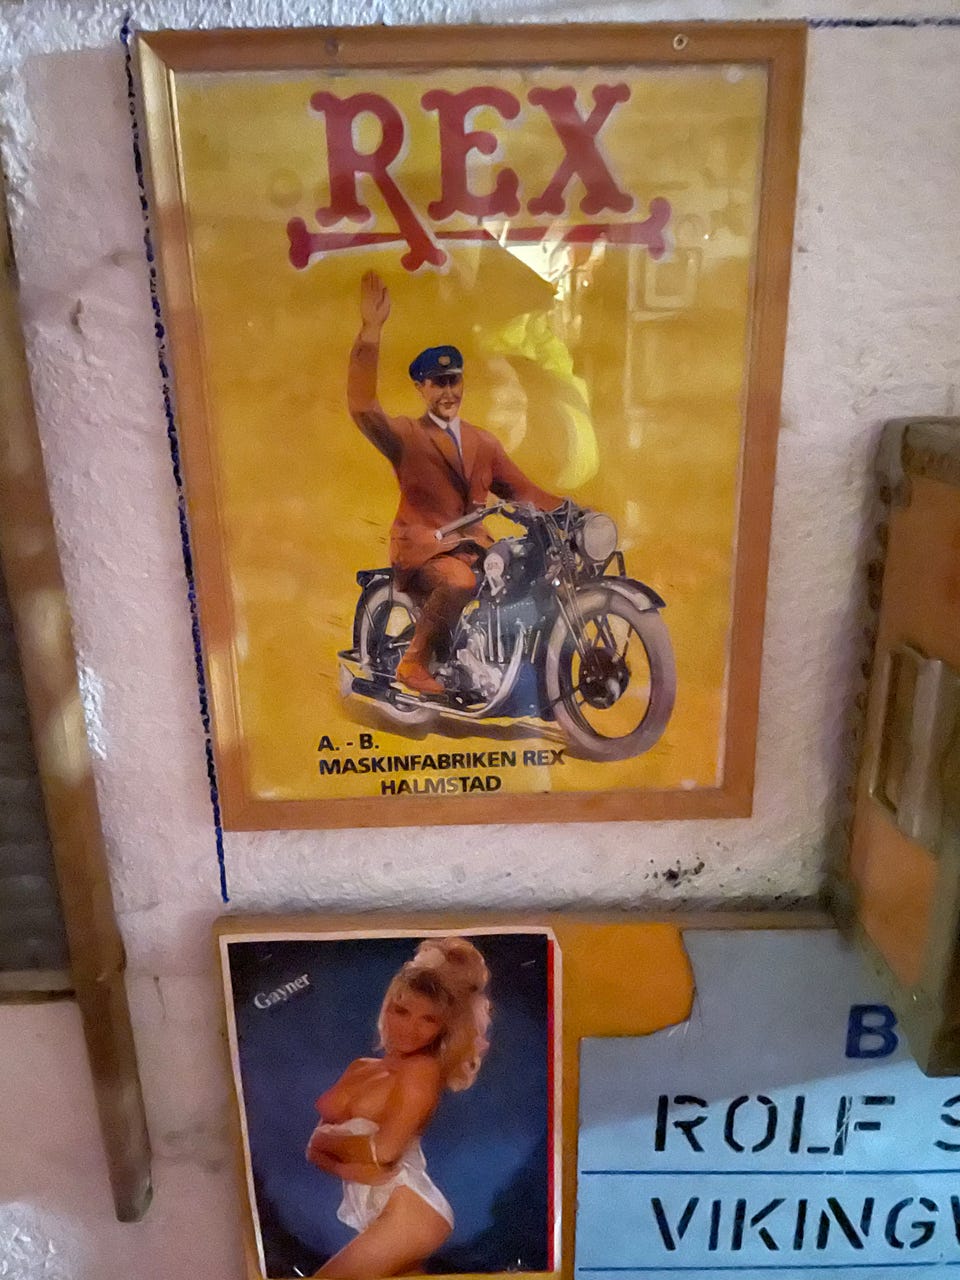 REX
A. - B.
MASKINFABRIKEN REX
HALMSTAD
Gayner
B
ROLF S
VIKING